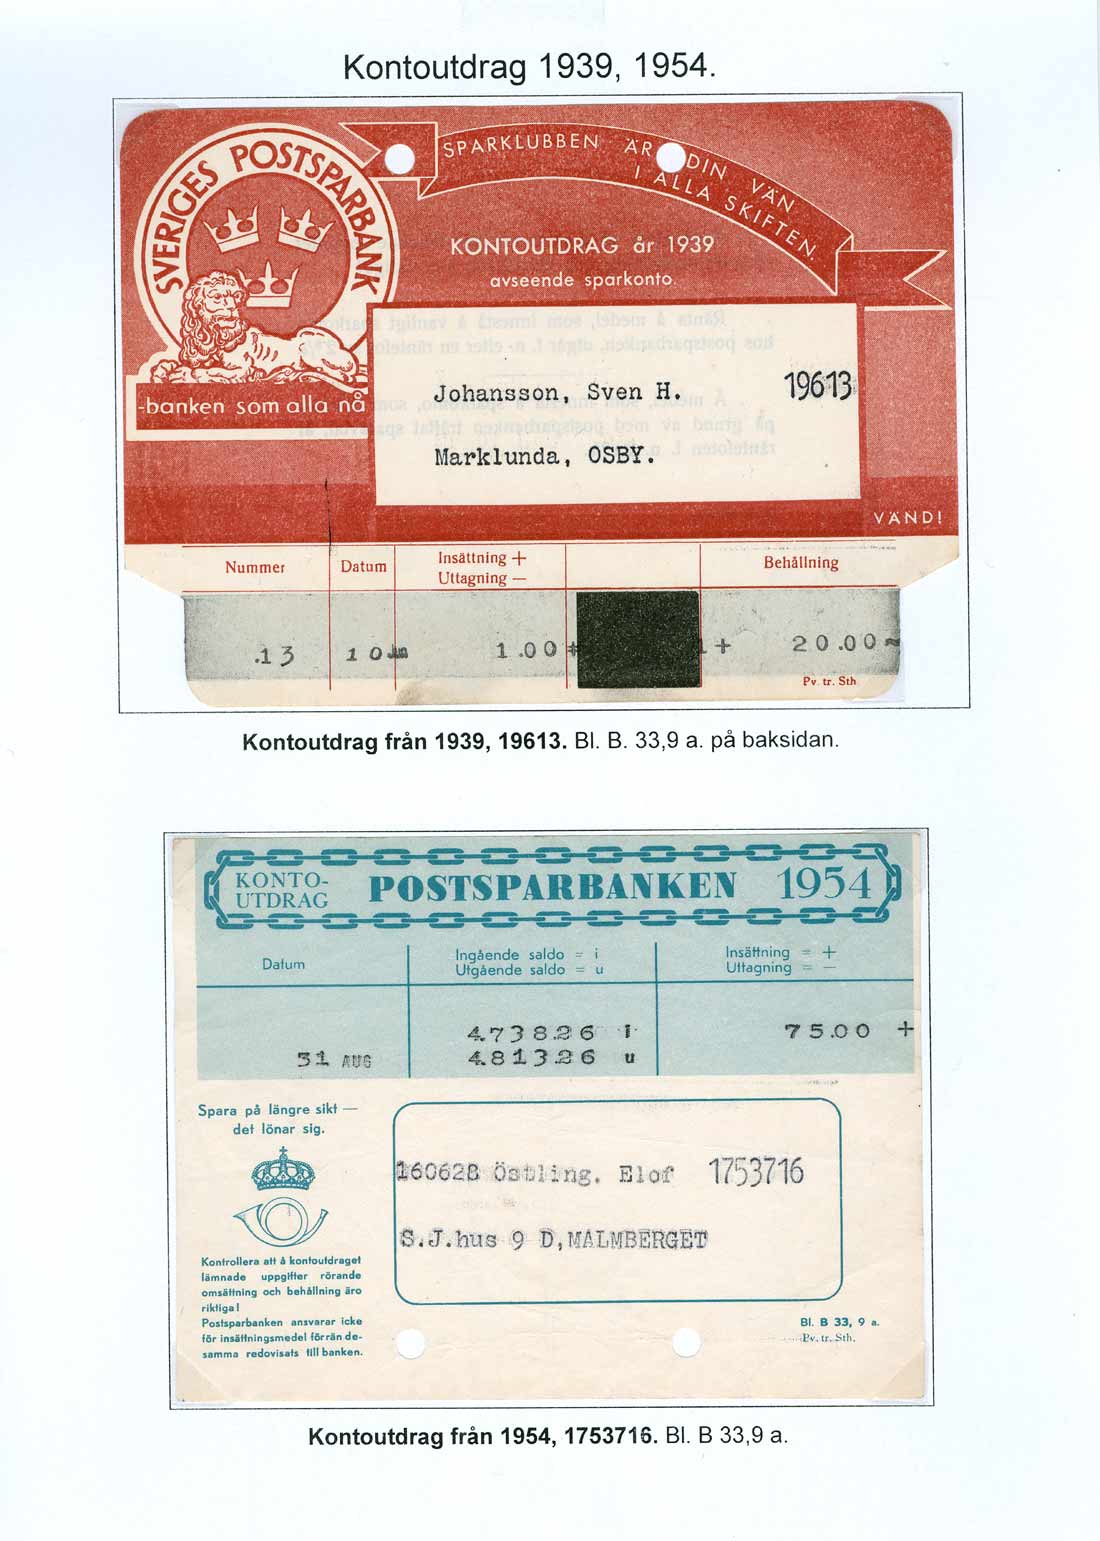 Kontoutdrag 1939, 1954.
SVERIGES POSTSPARBANK
-banken som alla nå
SPARKLUBBEN ÄR DIN VÄN
I ALLA SKIFTEN.
KONTOUTDRAG år 1939
avseende sparkonto.
Johansson, Sven H. 19613
Marklunda, OSBY.
VÄND!
Nummer Datum Insättning + Behållning
Uttagning —
.13 10 1.00 + 20.00
Pv. tr. Sth
Kontoutdrag från 1939, 19613. Bl. B. 33,9 a. på baksidan.
KONTO-
UTDRAG
POSTSPARBANKEN 1954
Datum
Ingående saldo = i
Utgående saldo = u
Insättning = +
Uttagning = —
4.738.26 i 75.00 +
31 AUG 4.813.26 u
Spara på längre sikt —
det lönar sig.
160628 Östling. Elof 1753716
S.J.hus 9 D, MALMBERGET
Kontrollera att å kontoutdraget
lämnade uppgifter rörande
omsättning och behållning äro
riktiga!
Postsparbanken ansvarar icke
för insättningsmedel förrän de-
samma redovisats till banken.
Bl. B 33, 9 a.
Pv. tr. Sth.
Kontoutdrag från 1954, 1753716. Bl. B 33,9 a.